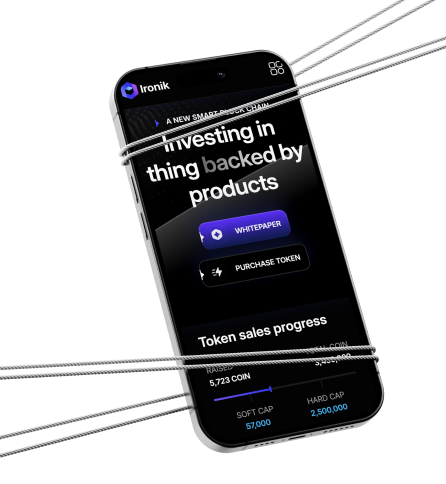 Ironik
A NEW SMART BLOCK CHAIN
Investing in
thing backed by
products
WHITEPAPER
PURCHASE TOKEN
Token sales progress
RAISED
COIN
5,723 COIN
SOFT CAP
HARD CAP
57,000
2,500,000